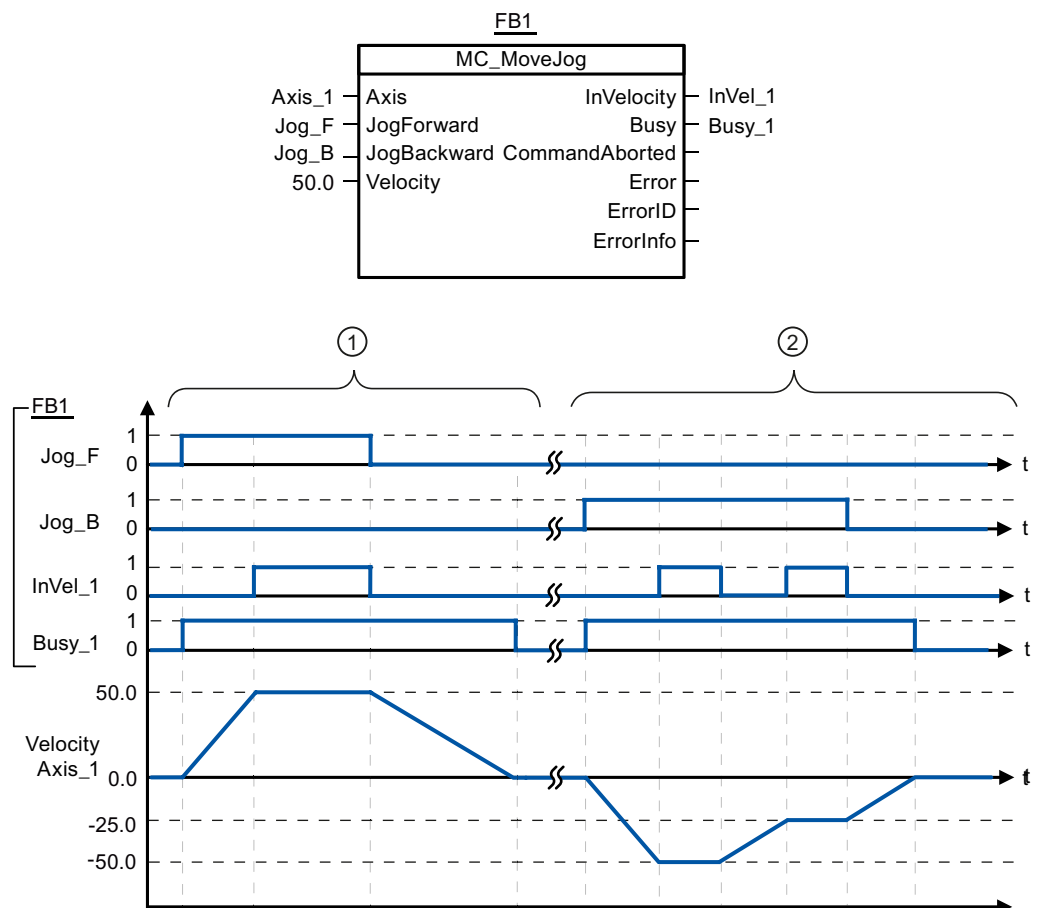 FB1
MC_MoveJog
Axis_1 Axis InVelocity InVel_1
Jog_F JogForward Busy Busy_1
Jog_B JogBackward CommandAborted
50.0 Velocity Error
ErrorID
ErrorInfo
1 2
FB1
Jog_F 1 0 t
Jog_B 1 0 t
InVel_1 1 0 t
Busy_1 1 0 t
50.0
Velocity
Axis_1
0.0 t
-25.0
-50.0